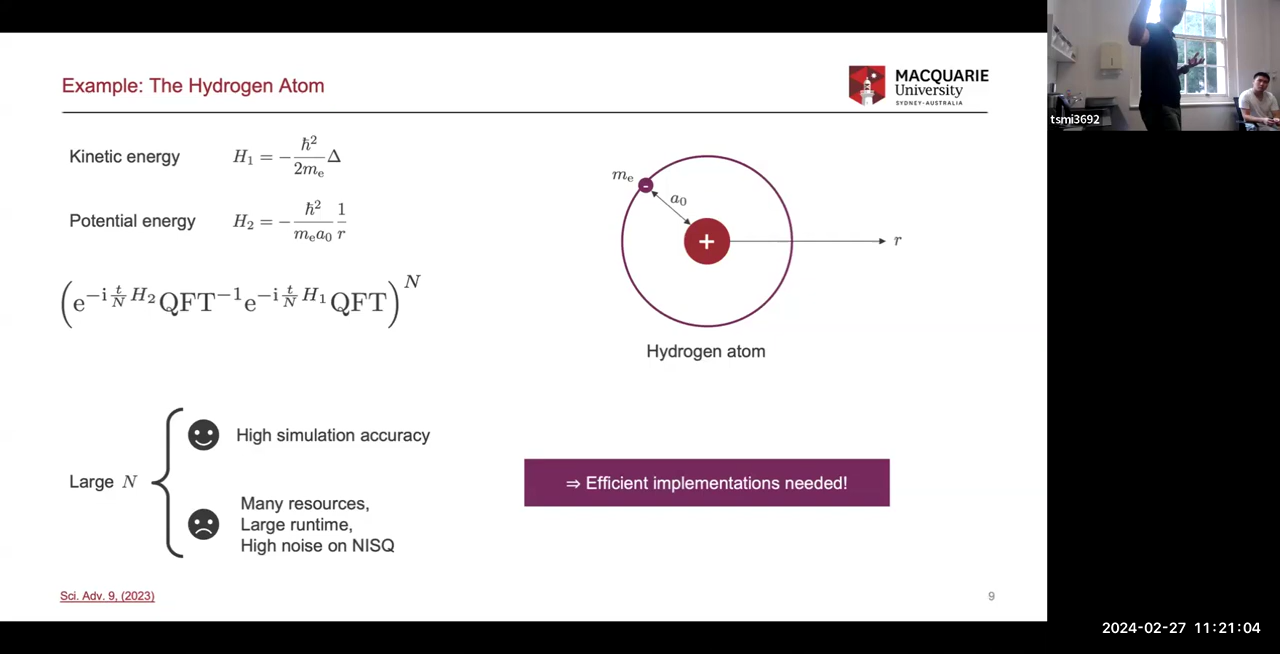 Example: The Hydrogen Atom
MACQUARIE
University
SYDNEY·AUSTRALIA
tsmi3692
Kinetic energy H₁ = −ħ²/2mₑ Δ
Potential energy H₂ = −ħ²/mₑa₀ 1/r
(e^{−i t/N H₂} QFT⁻¹ e^{−i t/N H₁} QFT)^N
mₑ
-
a₀
+
r
Hydrogen atom
Large N
High simulation accuracy
Many resources,
Large runtime,
High noise on NISQ
⇒ Efficient implementations needed!
Sci. Adv. 9, (2023)
9
2024-02-27 11:21:04